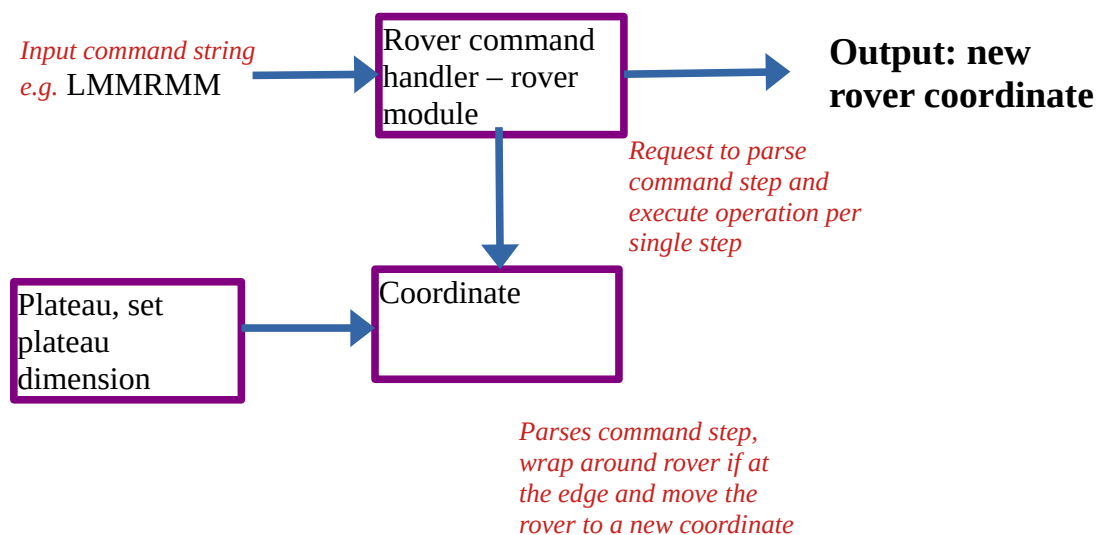 Input command string
e.g. LMMRMM
Rover command
handler – rover
module
Output: new
rover coordinate
Request to parse
command step and
execute operation per
single step
Plateau, set
plateau
dimension
Coordinate
Parses command step,
wrap around rover if at
the edge and move the
rover to a new coordinate